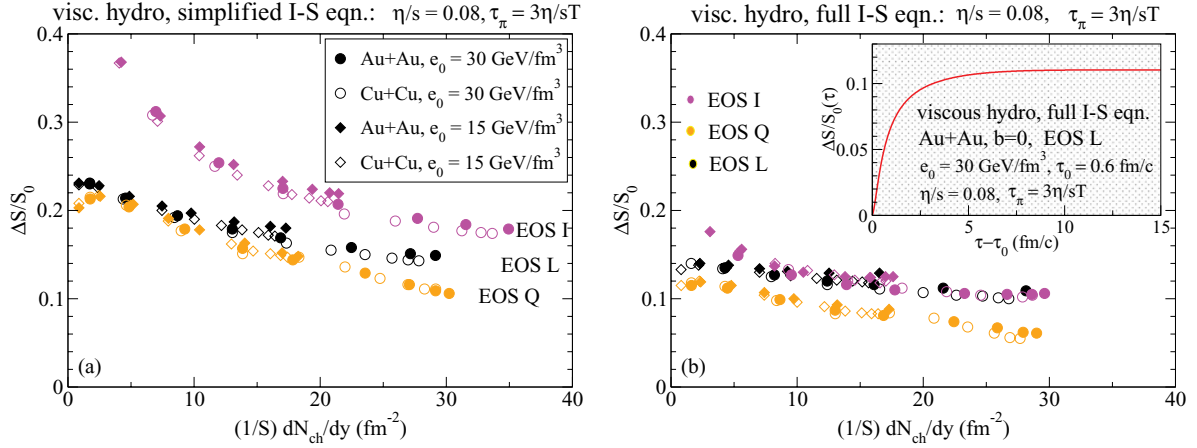 visc. hydro, simplified I-S eqn.: η/s = 0.08, τπ = 3η/sT
0.4
0.3
0.2
0.1
0
ΔS/S0
Au+Au, e0 = 30 GeV/fm3
Cu+Cu, e0 = 30 GeV/fm3
Au+Au, e0 = 15 GeV/fm3
Cu+Cu, e0 = 15 GeV/fm3
EOS I
EOS L
EOS Q
(a)
0 10 20 30 40
(1/S) dNch/dy (fm-2)
visc. hydro, full I-S eqn.: η/s = 0.08, τπ = 3η/sT
0.4
0.3
0.2
0.1
0
ΔS/S0
EOS I
EOS Q
EOS L
0.1
0.05
0
ΔS/S0(τ)
viscous hydro, full I-S eqn.
Au+Au, b=0, EOS L
e0 = 30 GeV/fm3, τ0 = 0.6 fm/c
η/s = 0.08, τπ = 3η/sT
0 5 10 15
τ−τ0 (fm/c)
(b)
0 10 20 30 40
(1/S) dNch/dy (fm-2)